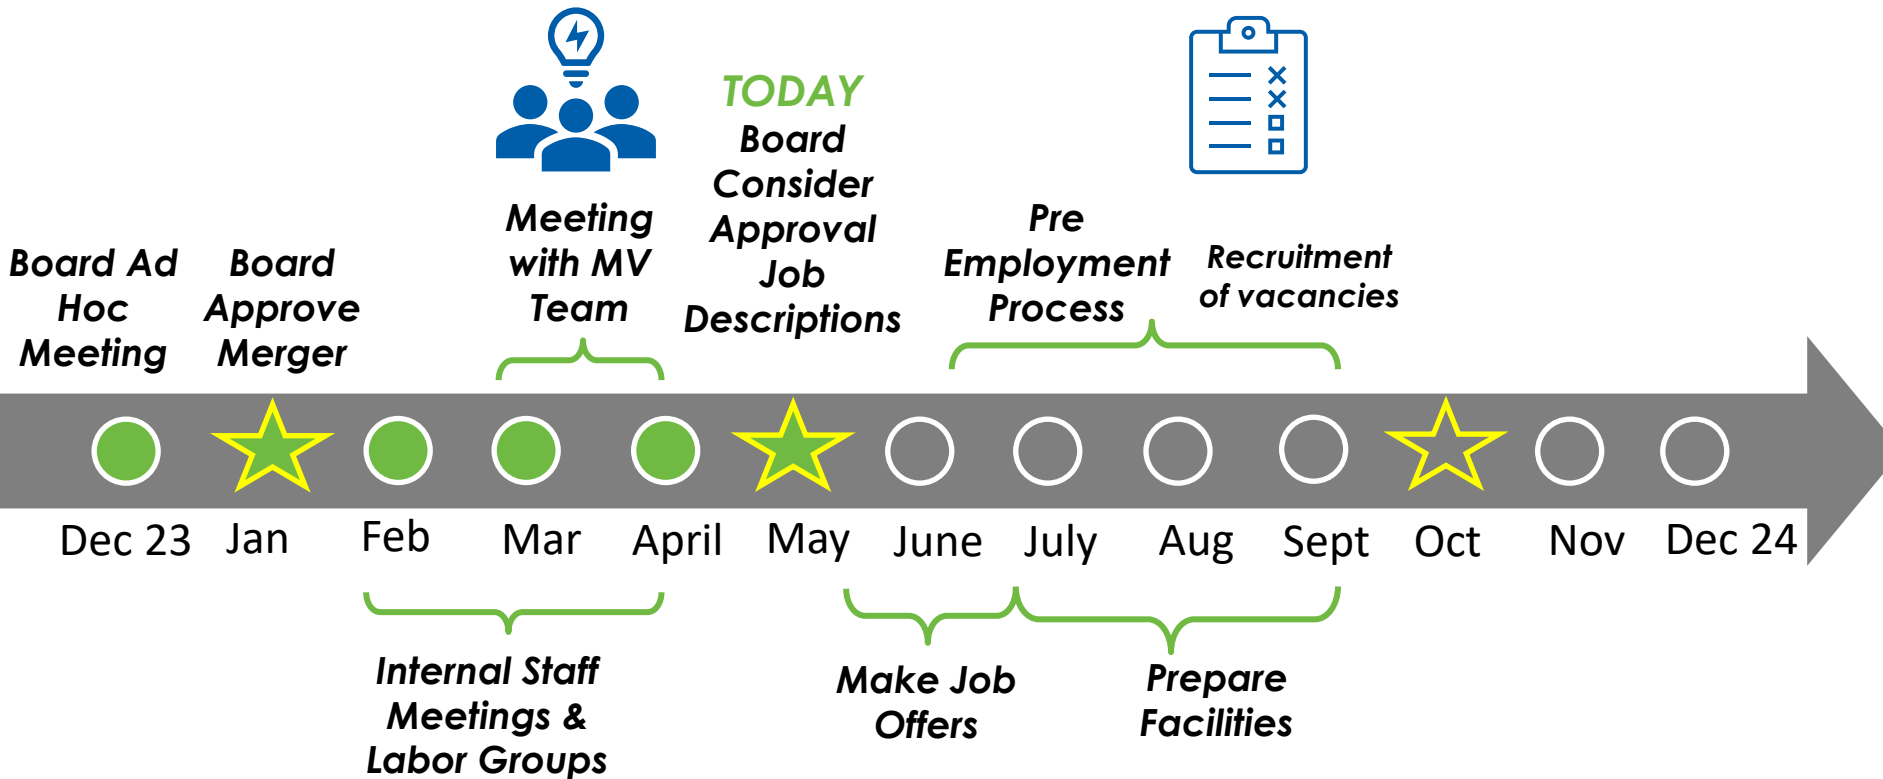 Board Ad
Hoc
Meeting
Board
Approve
Merger
Meeting
with MV
Team
TODAY
Board
Consider
Approval
Job
Descriptions
Pre
Employment
Process
Recruitment
of vacancies
Dec 23
Jan
Feb
Mar
April
May
June
July
Aug
Sept
Oct
Nov
Dec 24
Internal Staff
Meetings &
Labor Groups
Make Job
Offers
Prepare
Facilities